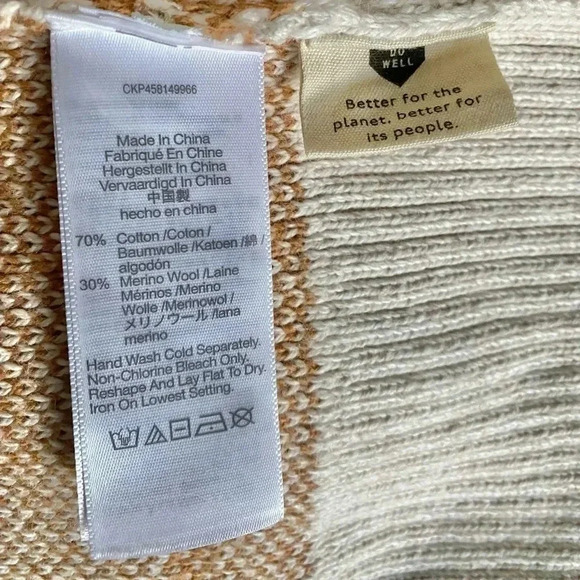 CKP458149966
Made In China
Fabriqué En Chine
Hergestellt In China
Vervaardigd In China
中国製
hecho en china
70% Cotton /Coton /
Baumwolle /Katoen /綿 /
algodón
30% Merino Wool /Laine
Mérinos /Merino
Wolle /Merinowol /
メリノウール /lana
merino
Hand Wash Cold Separately.
Non-Chlorine Bleach Only.
Reshape And Lay Flat To Dry.
Iron On Lowest Setting.
DO
WELL
Better for the
planet, better for
its people.